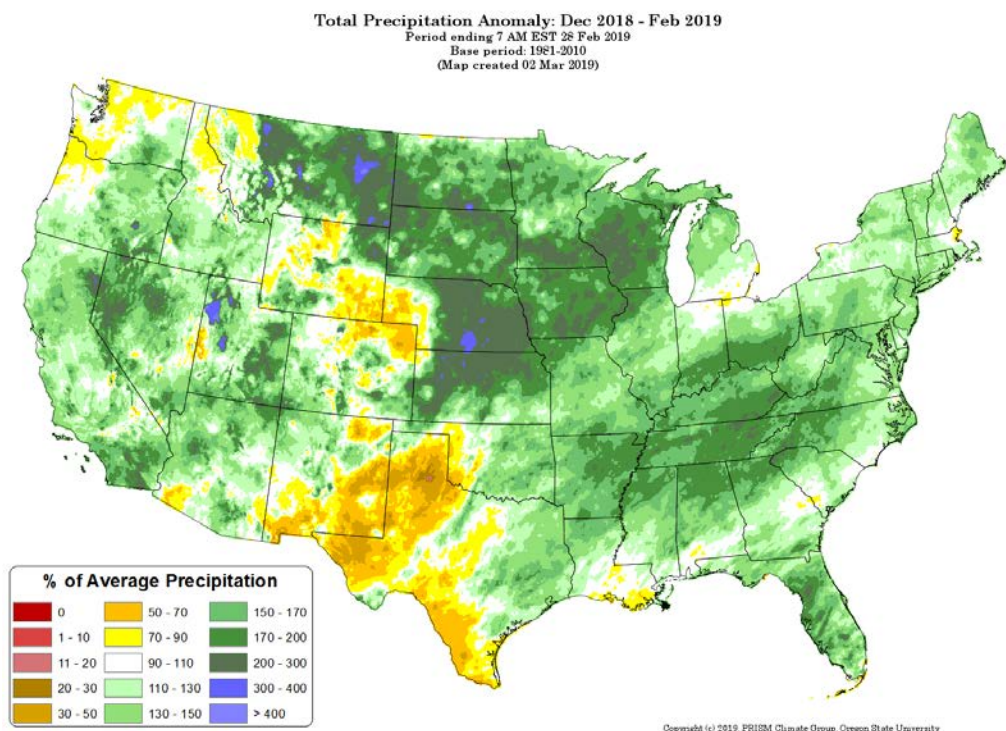 Total Precipitation Anomaly: Dec 2018 - Feb 2019
Period ending 7 AM EST 28 Feb 2019
Base period: 1981-2010
(Map created 02 Mar 2019)
% of Average Precipitation
0
50 - 70
150 - 170
1 - 10
70 - 90
170 - 200
11 - 20
90 - 110
200 - 300
20 - 30
110 - 130
300 - 400
30 - 50
130 - 150
> 400
Copyright (c) 2019, PRISM Climate Group, Oregon State University